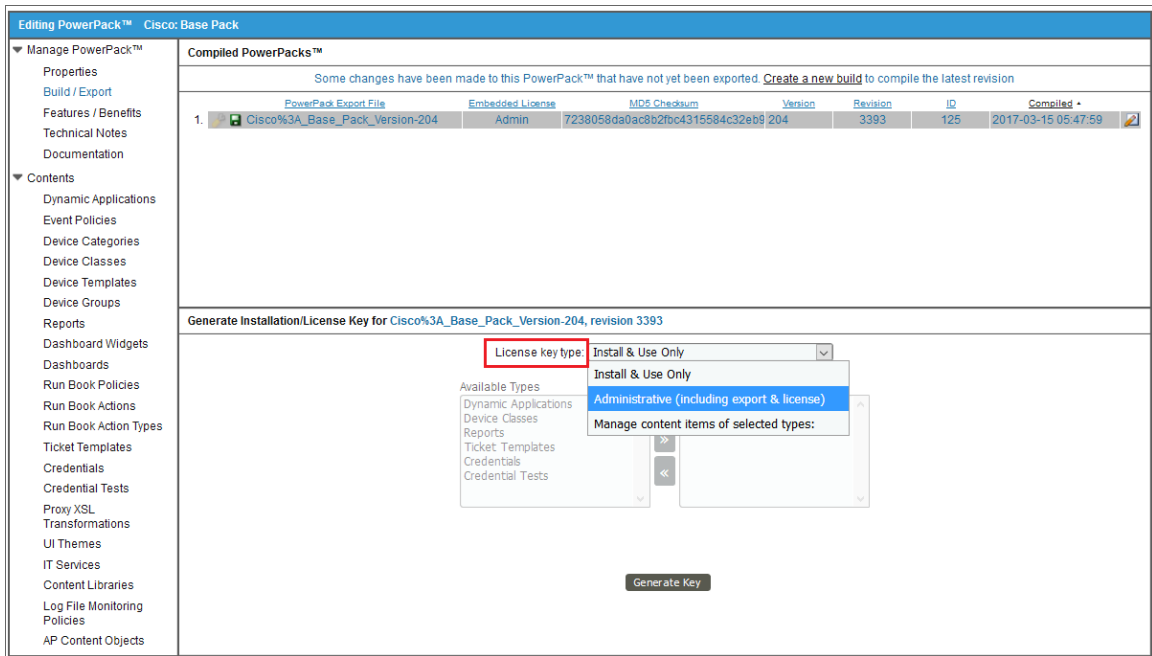 Editing PowerPack™ Cisco: Base Pack
Manage PowerPack™
Properties
Build / Export
Features / Benefits
Technical Notes
Documentation
Contents
Dynamic Applications
Event Policies
Device Categories
Device Classes
Device Templates
Device Groups
Reports
Dashboard Widgets
Dashboards
Run Book Policies
Run Book Actions
Run Book Action Types
Ticket Templates
Credentials
Credential Tests
Proxy XSL
Transformations
UI Themes
IT Services
Content Libraries
Log File Monitoring
Policies
AP Content Objects
Compiled PowerPacks™
Some changes have been made to this PowerPack™ that have not yet been exported. Create a new build to compile the latest revision
PowerPack Export File Embedded License MD5 Checksum Version Revision ID Compiled
1. Cisco%3A_Base_Pack_Version-204 Admin 7238058da0ac8b2fbc4315584c32eb9 204 3393 125 2017-03-15 05:47:59
Generate Installation/License Key for Cisco%3A_Base_Pack_Version-204, revision 3393
License key type: Install & Use Only
Install & Use Only
Administrative (including export & license)
Manage content items of selected types:
Available Types
Dynamic Applications
Device Classes
Reports
Ticket Templates
Credentials
Credential Tests
»
«
Generate Key